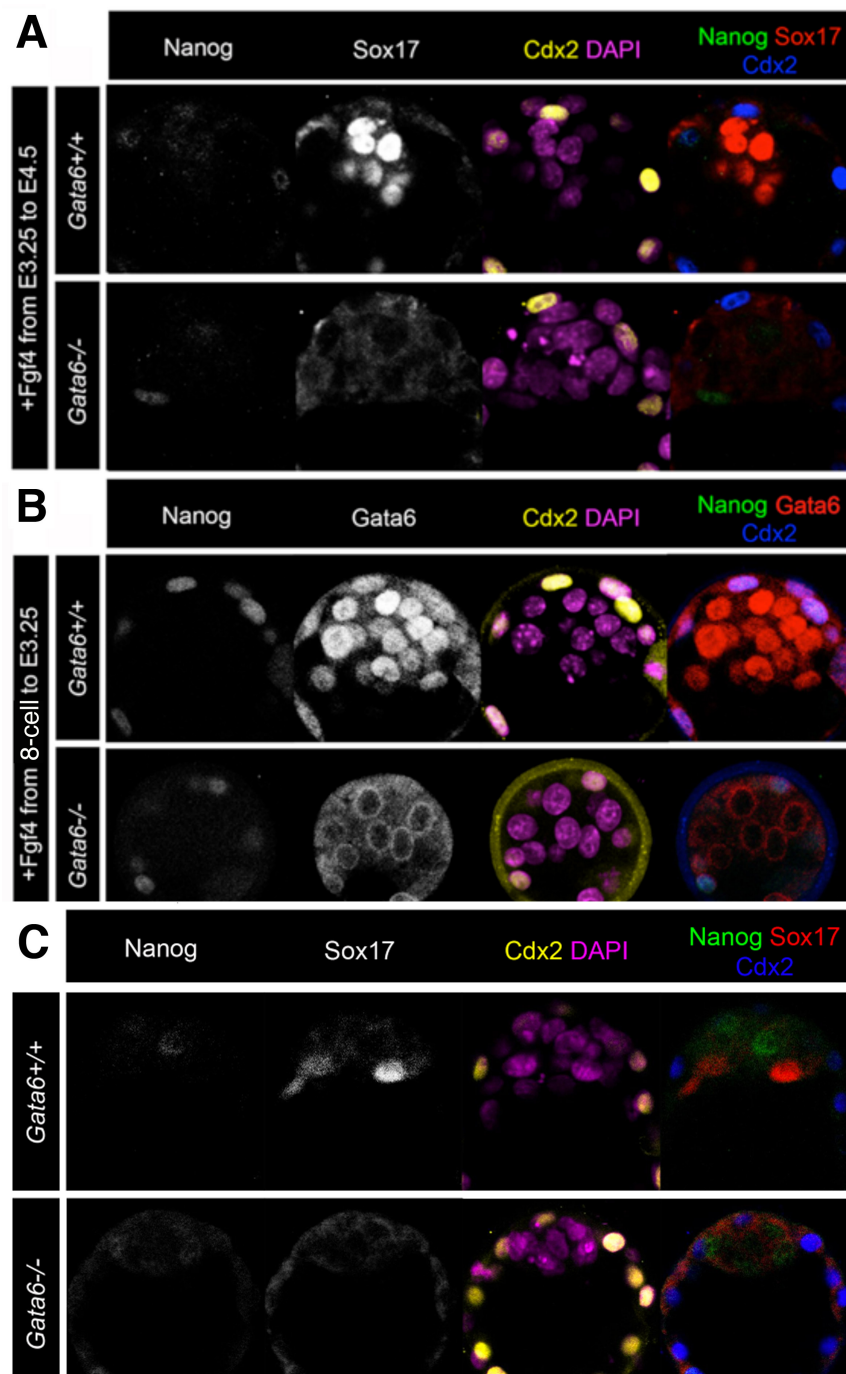 A
Nanog Sox17 Cdx2 DAPI Nanog Sox17
Cdx2
+Fgf4 from E3.25 to E4.5
Gata6+/+
Gata6-/-
B
Nanog Gata6 Cdx2 DAPI Nanog Gata6
Cdx2
+Fgf4 from 8-cell to E3.25
Gata6+/+
Gata6-/-
C
Nanog Sox17 Cdx2 DAPI Nanog Sox17
Cdx2
Gata6+/+
Gata6-/-